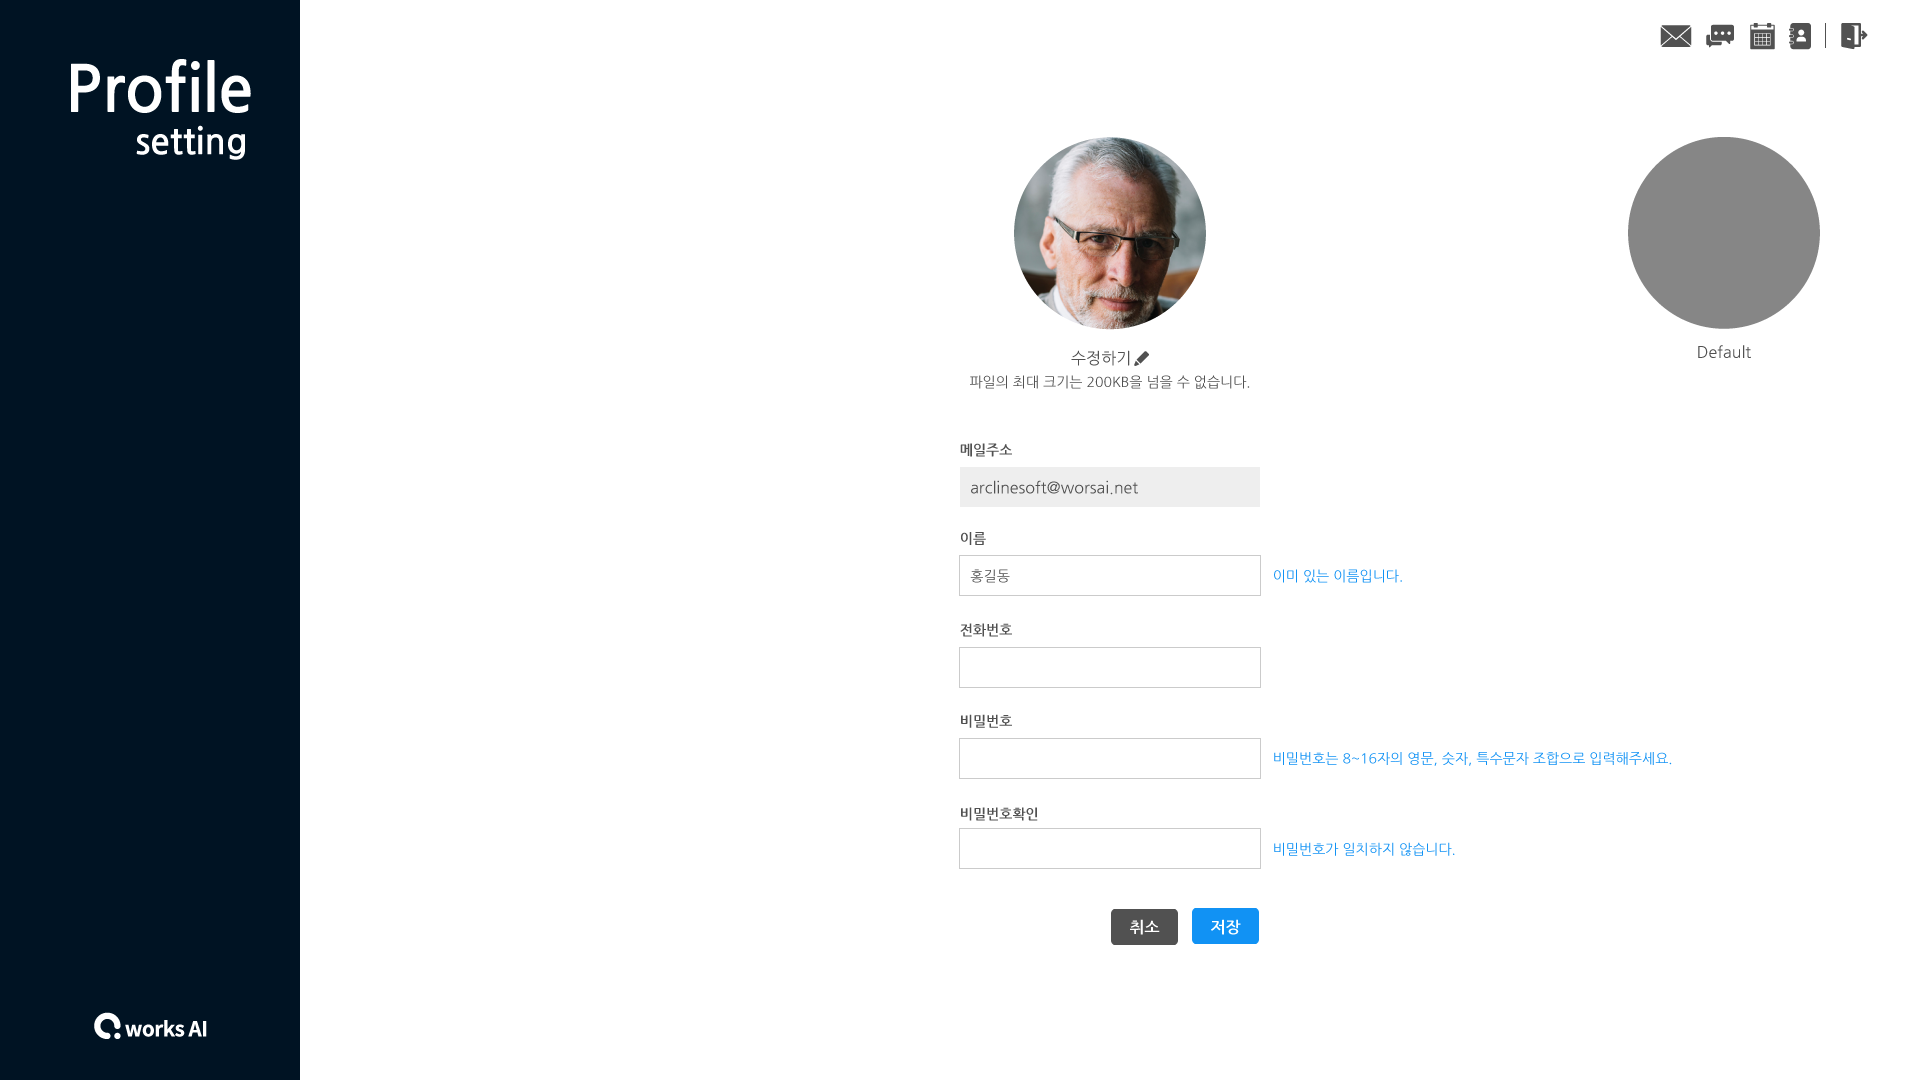 Profile
setting
수정하기
파일의 최대 크기는 200KB을 넘을 수 없습니다.
Default
메일주소
arclinesoft@worsai.net
이름
홍길동
이미 있는 이름입니다.
전화번호
비밀번호
비밀번호는 8~16자의 영문, 숫자, 특수문자 조합으로 입력해주세요.
비밀번호확인
비밀번호가 일치하지 않습니다.
취소
저장
works AI